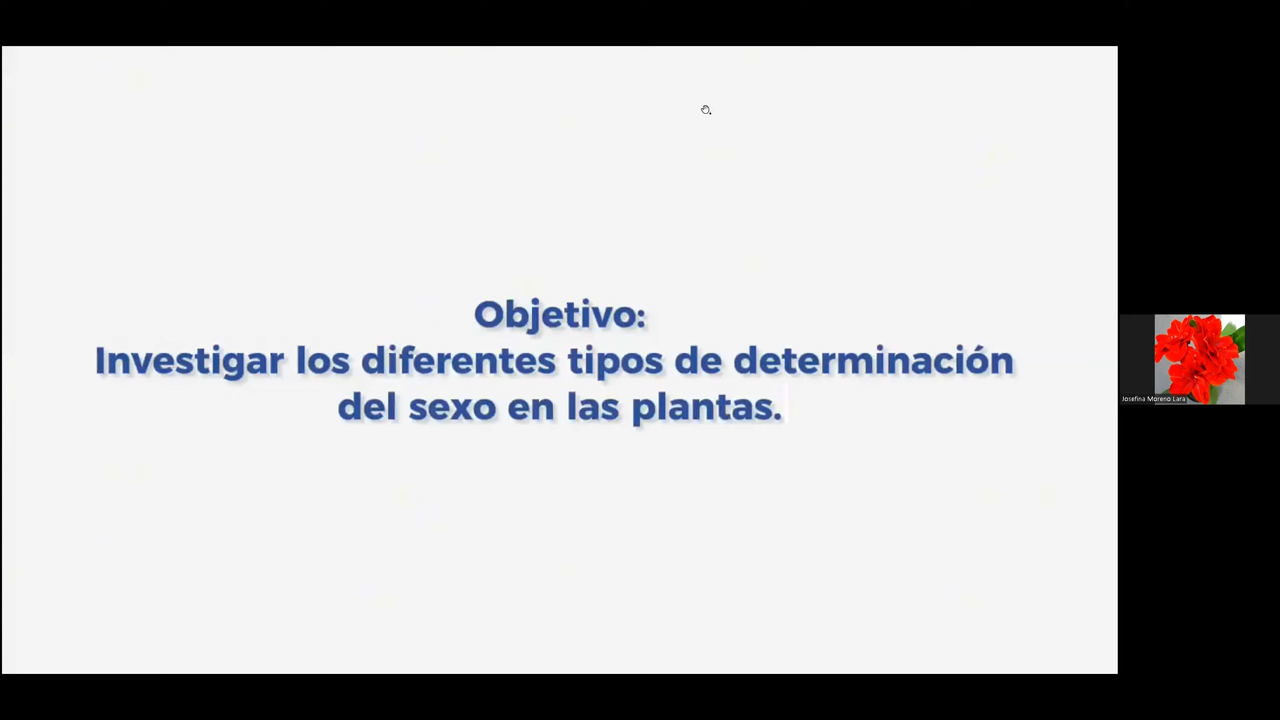 Objetivo:
Investigar los diferentes tipos de determinación
del sexo en las plantas.
Josefina Moreno Lara